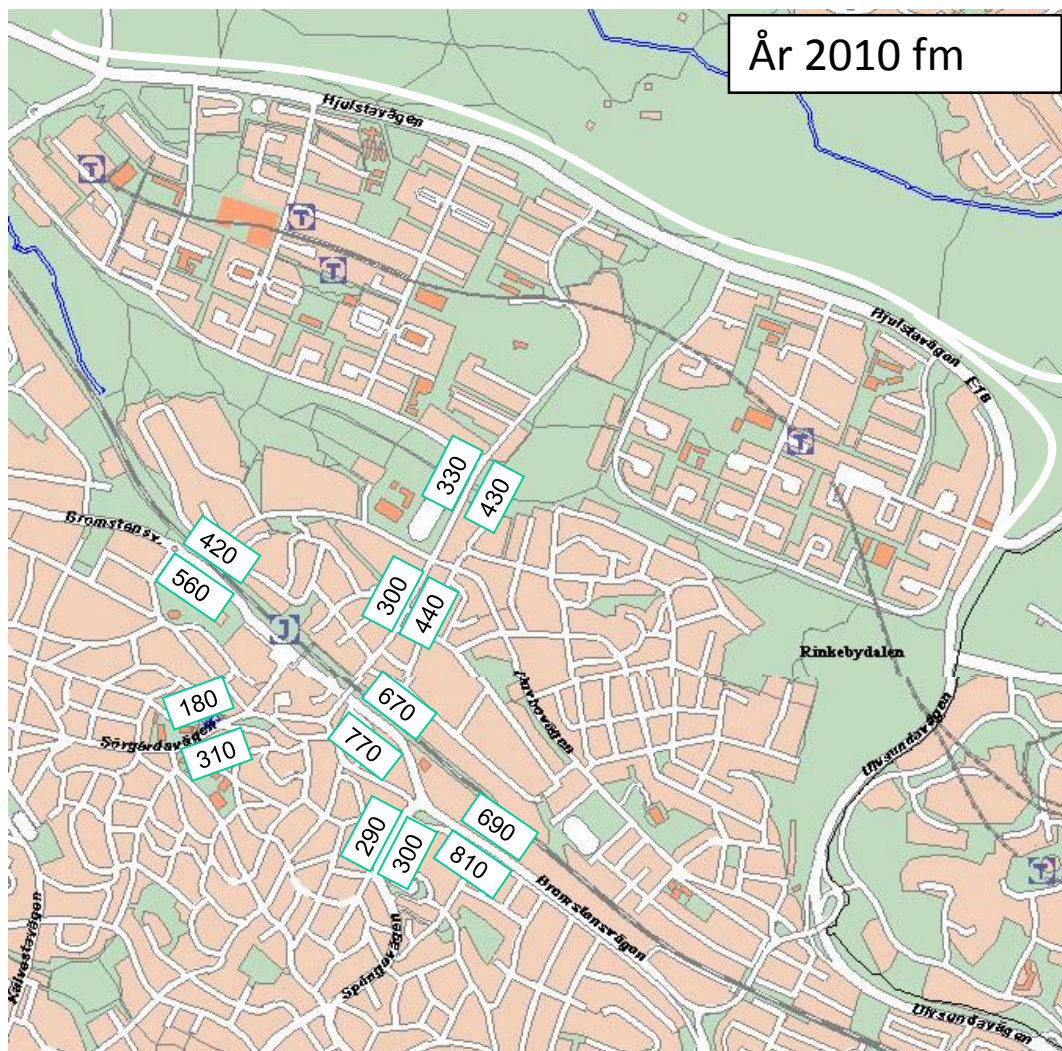 År 2010 fm
Hjulstavägen
T
T
T
Hjulstavägen E18
T
330
430
Bromstensv.
420
560
300
440
J
Rinkebydalen
180
670
Duvbovägen
Sörgårdsvägen
310
770
Ulvsundavägen
690
290
300
810
T
Bromstensvägen
Kälvestavägen
Spångavägen
Ulvsundavägen